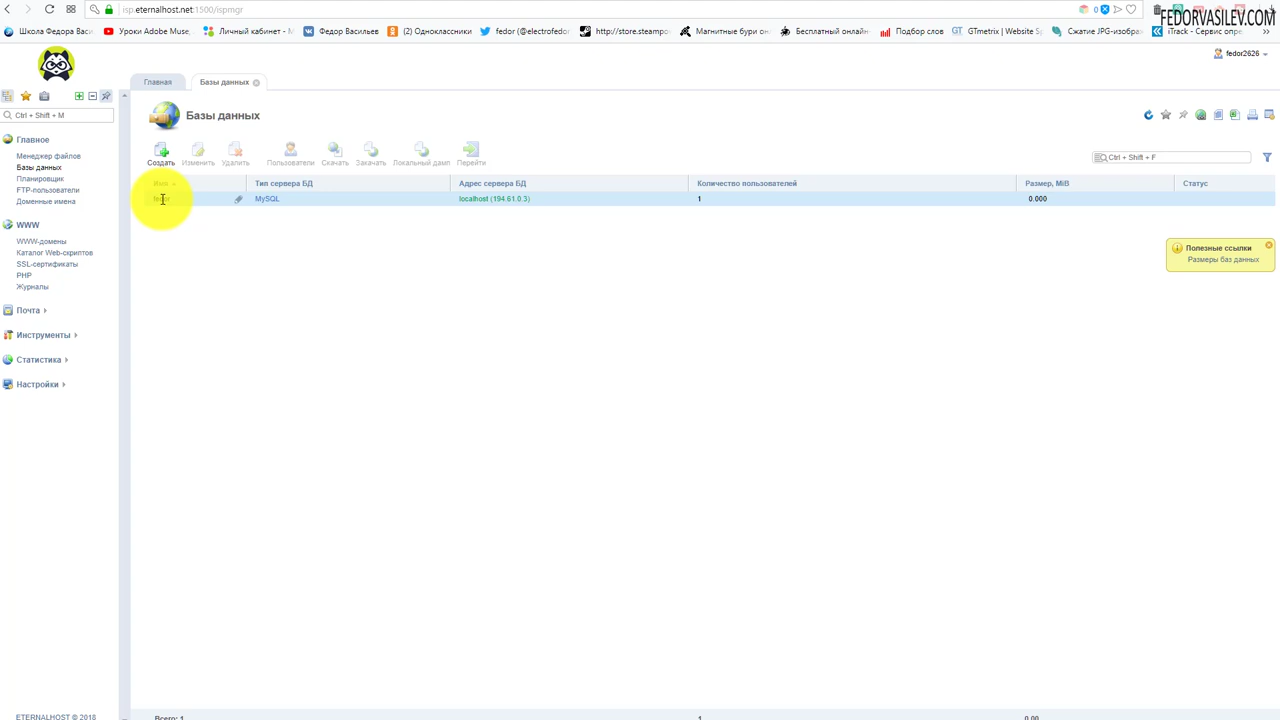 isp.eternalhost.net:1500/ispmgr
0
FEDORVASILEV.COM
Школа Федора Васи.
Уроки Adobe Muse,
Личный кабинет - М
Федор Васильев
(2) Одноклассники
fedor (@electrofedo
http://store.steampo
Магнитные бури он
Бесплатный онлайн-
Подбор слов
GTmetrix | Website S
Сжатие JPG-изобра
iTrack - Сервис опре.
fedor2626
Главная
Базы данных
Ctrl + Shift + M
Базы данных
Главное
Менеджер файлов
Базы данных
Планировщик
FTP-пользователи
Доменные имена
WWW
WWW-домены
Каталог Web-скриптов
SSL-сертификаты
PHP
Журналы
Почта
Инструменты
Статистика
Настройки
Создать
Изменить
Удалить
Пользователи
Скачать
Закачать
Локальный дамп
Перейти
Ctrl + Shift + F
Имя
Тип сервера БД
Адрес сервера БД
Количество пользователей
Размер, MiB
Статус
fedor
MySQL
localhost (194.61.0.3)
1
0.000
Полезные ссылки
Размеры баз данных
ETERNALHOST © 2018
Всего: 1
1
0.00